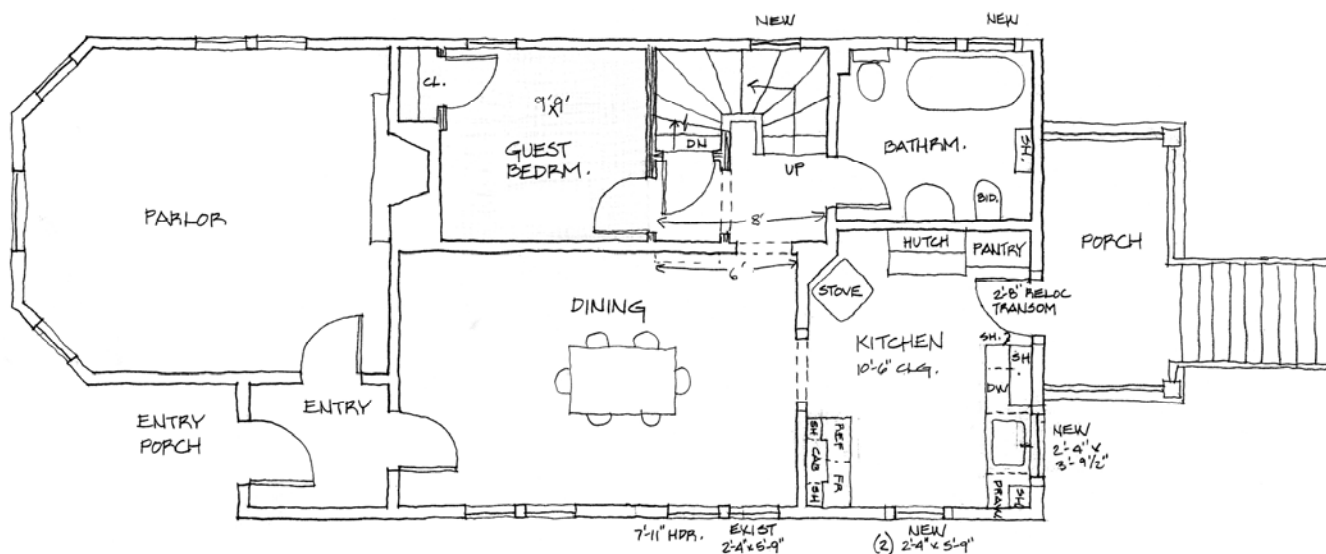 NEW
NEW
CL.
9'x9'
GUEST
BEDRM.
DN
UP
BATHRM.
SH.
BID.
8'
6'
PARLOR
HUTCH
PANTRY
PORCH
STOVE
2'-8" RELOC
TRANSOM
DINING
KITCHEN
10'-6" CLG.
SH.
SH.
DW
ENTRY
PORCH
ENTRY
SH
CAB
SH
REF
FR
NEW
2'-4" x
3'-9 1/2"
SH
7'-11" HDR.
EXIST
2'-4" x 5'-9"
(2)
NEW
2'-4" x 5'-9"